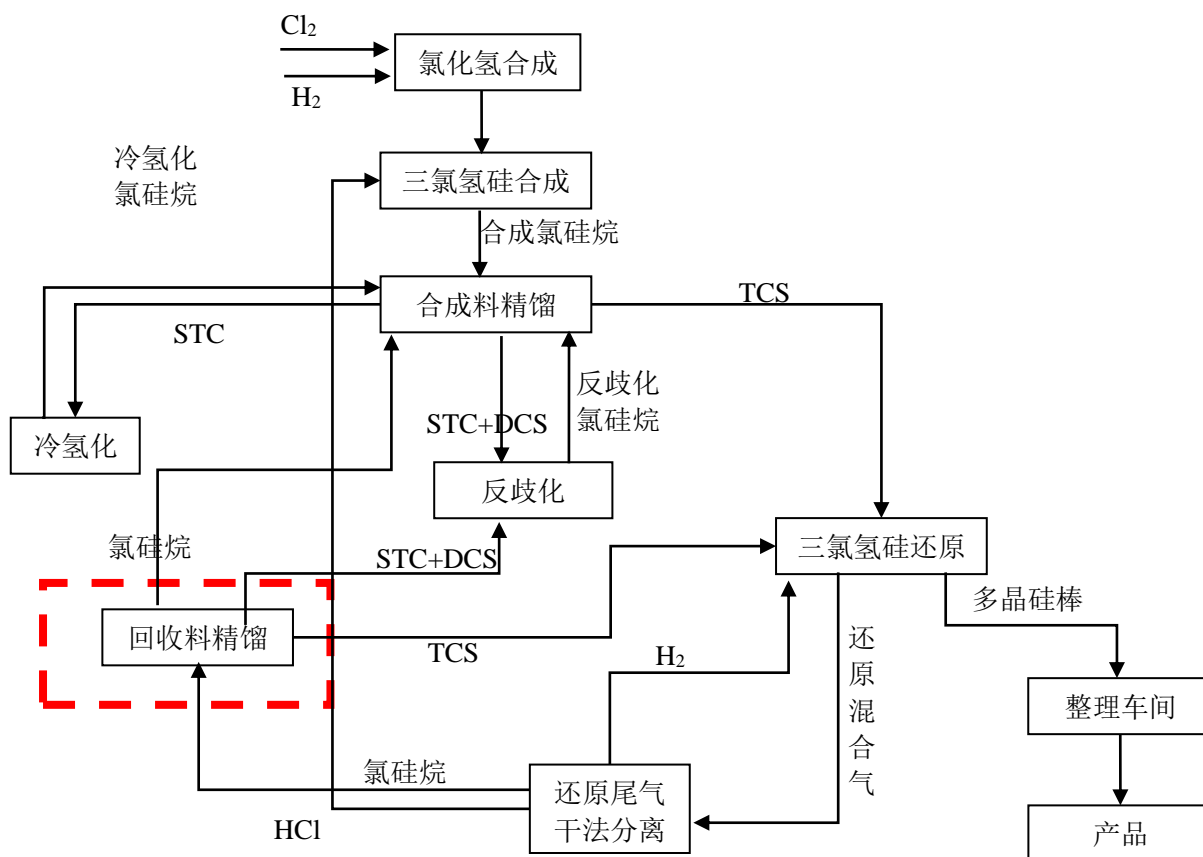 Cl₂
氯化氢合成
H₂
冷氢化
氯硅烷
三氯氢硅合成
合成氯硅烷
合成料精馏
TCS
STC
反歧化
氯硅烷
STC+DCS
冷氢化
反歧化
氯硅烷
STC+DCS
三氯氢硅还原
多晶硅棒
回收料精馏
TCS
H₂
还
原
混
合
气
整理车间
氯硅烷
还原尾气
干法分离
HCl
产品